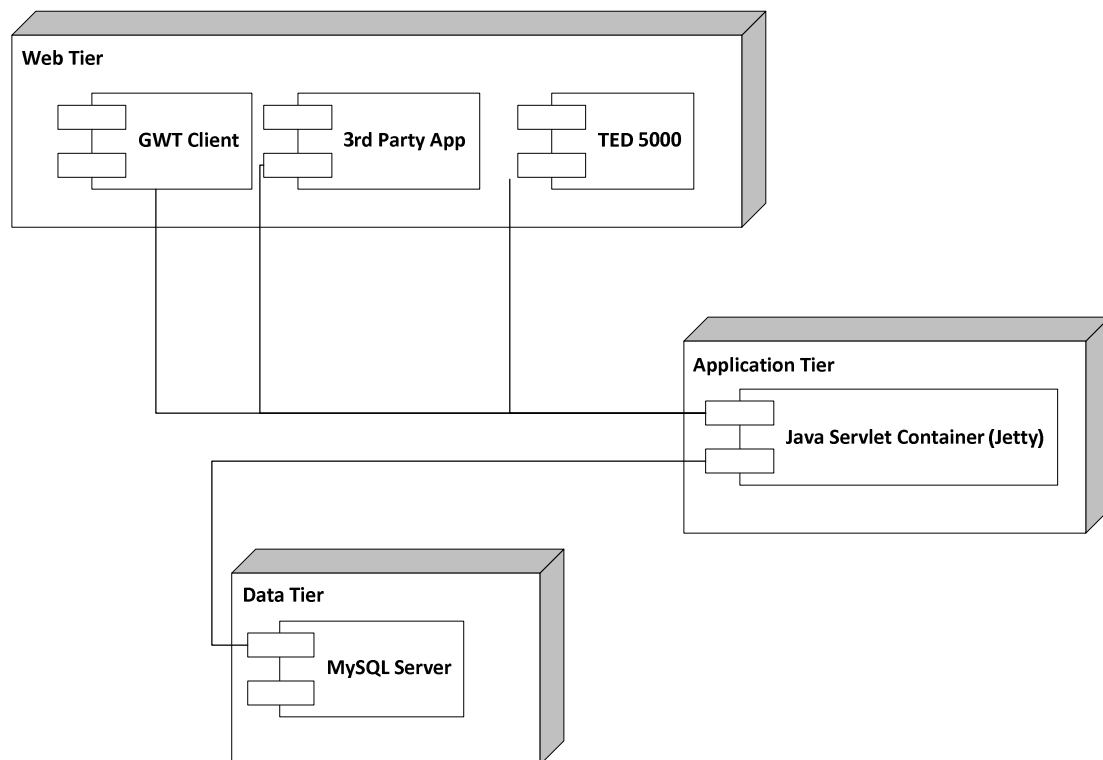 Web Tier
GWT Client
3rd Party App
TED 5000
Application Tier
Java Servlet Container (Jetty)
Data Tier
MySQL Server